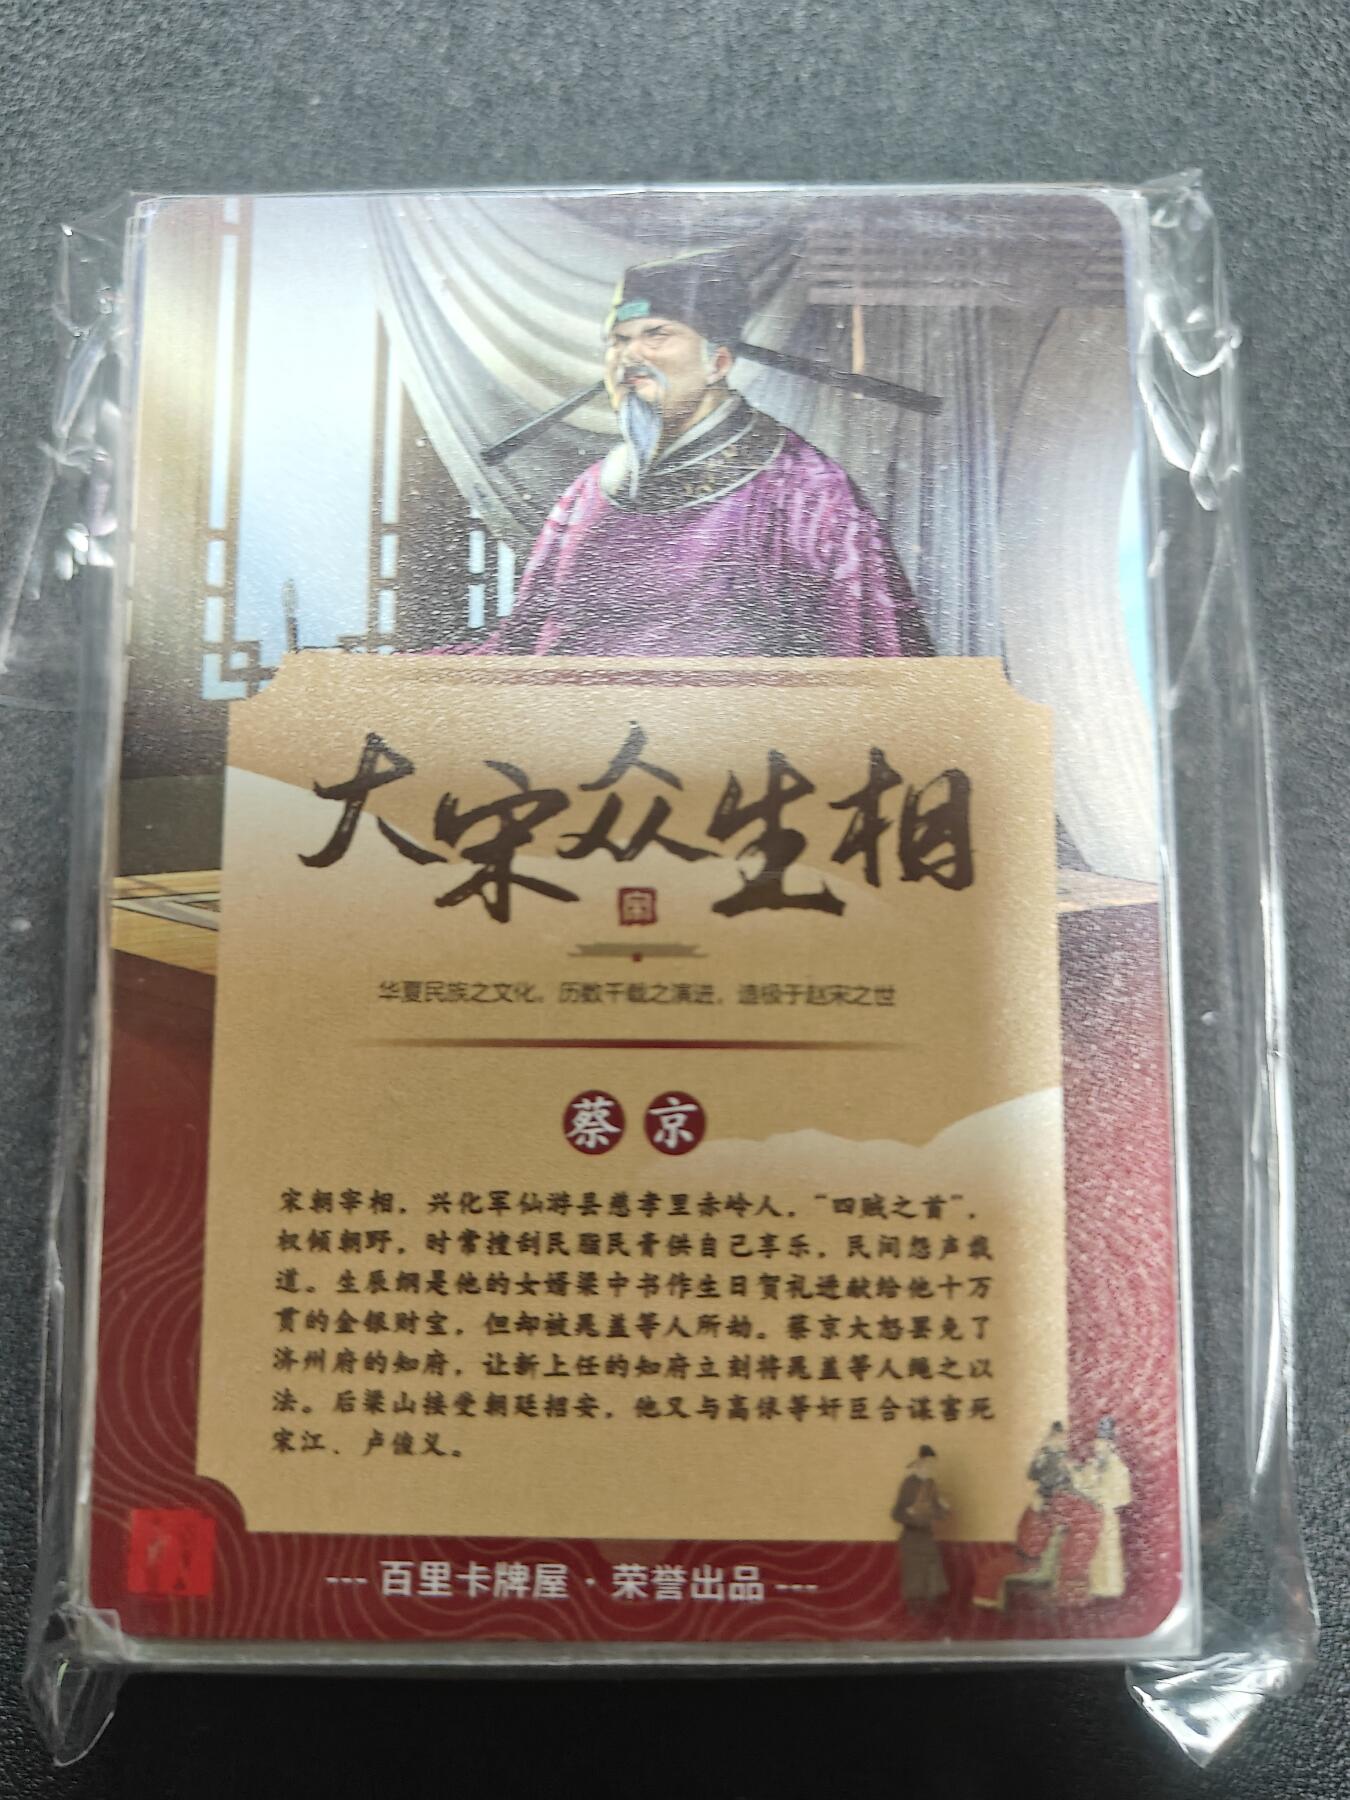 大宋众生相
宋
华夏民族之文化，历数千载之演进，造极于赵宋之世
蔡京
宋朝宰相，兴化军仙游县慈孝里赤岭人，“四贼之首”，
权倾朝野，时常搜刮民脂民膏供自己享乐，民间怨声载
道。生辰纲是他的女婿梁中书作生日贺礼进献给他十万
贯的金银财宝，但却被晁盖等人所劫。蔡京大怒罢免了
济州府的知府，让新上任的知府立刻将晁盖等人绳之以
法。后梁山接受朝廷招安，他又与高俅等奸臣合谋害死
宋江、卢俊义。
--- 百里卡牌屋·荣誉出品 ---